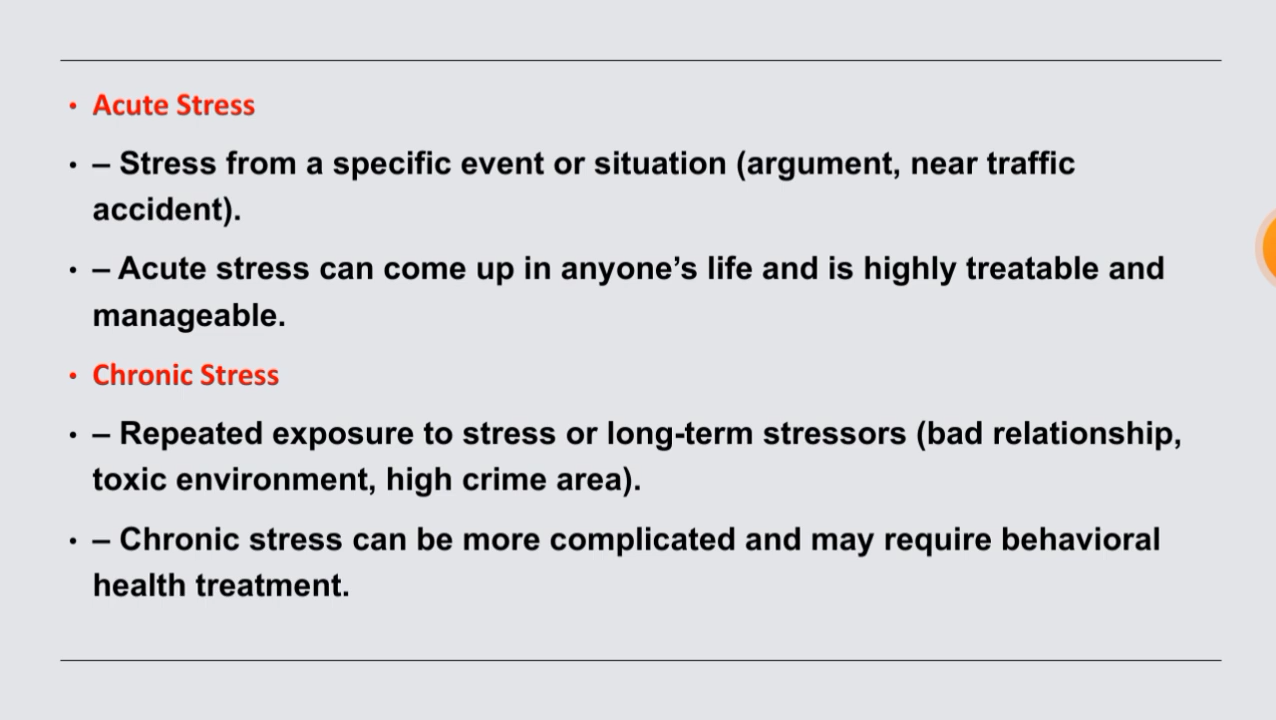 • Acute Stress
• – Stress from a specific event or situation (argument, near traffic
accident).
• – Acute stress can come up in anyone’s life and is highly treatable and
manageable.
• Chronic Stress
• – Repeated exposure to stress or long-term stressors (bad relationship,
toxic environment, high crime area).
• – Chronic stress can be more complicated and may require behavioral
health treatment.